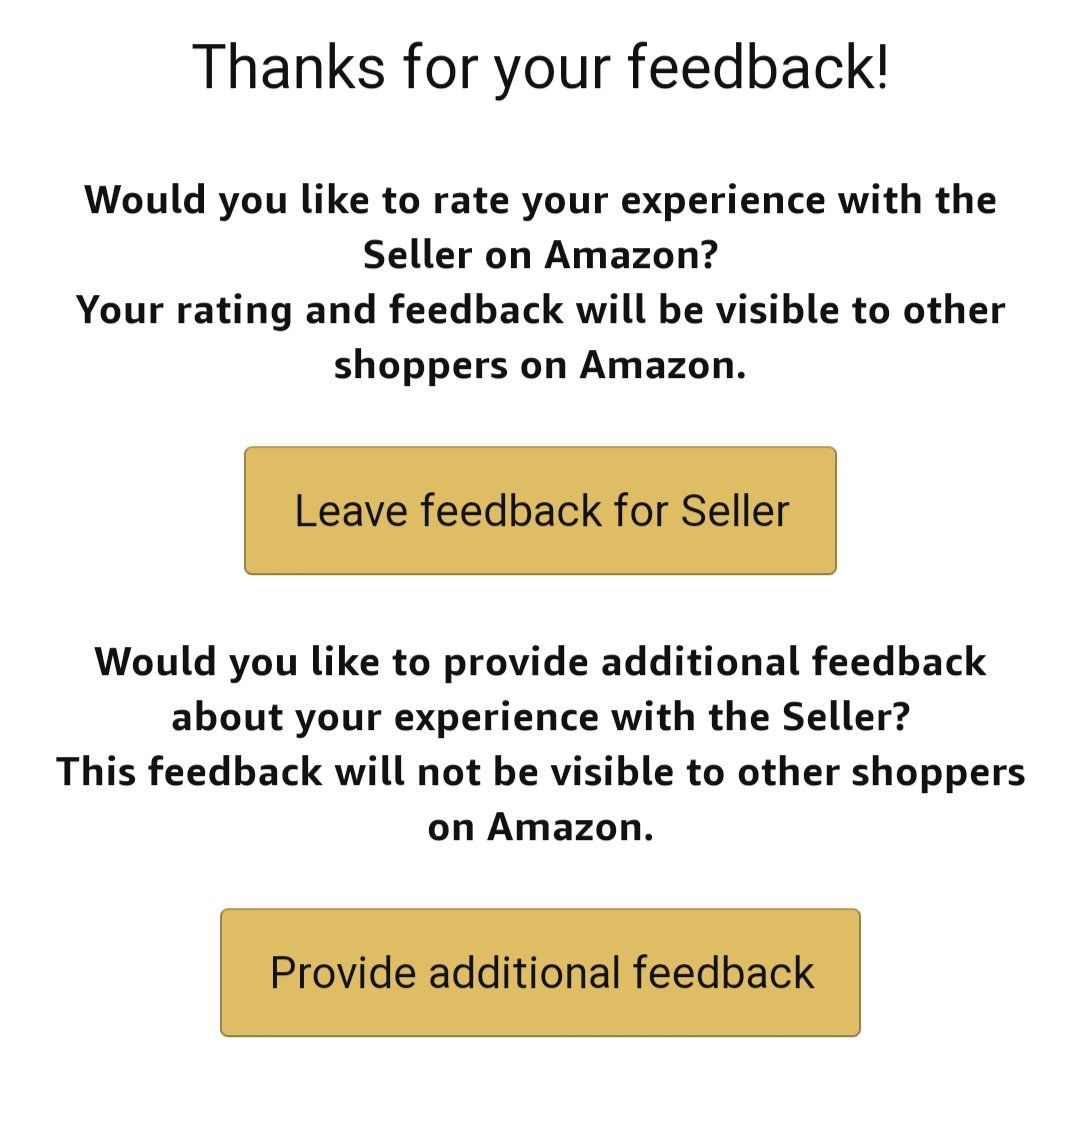 Thanks for your feedback!
Would you like to rate your experience with the
Seller on Amazon?
Your rating and feedback will be visible to other
shoppers on Amazon.
Leave feedback for Seller
Would you like to provide additional feedback
about your experience with the Seller?
This feedback will not be visible to other shoppers
on Amazon.
Provide additional feedback